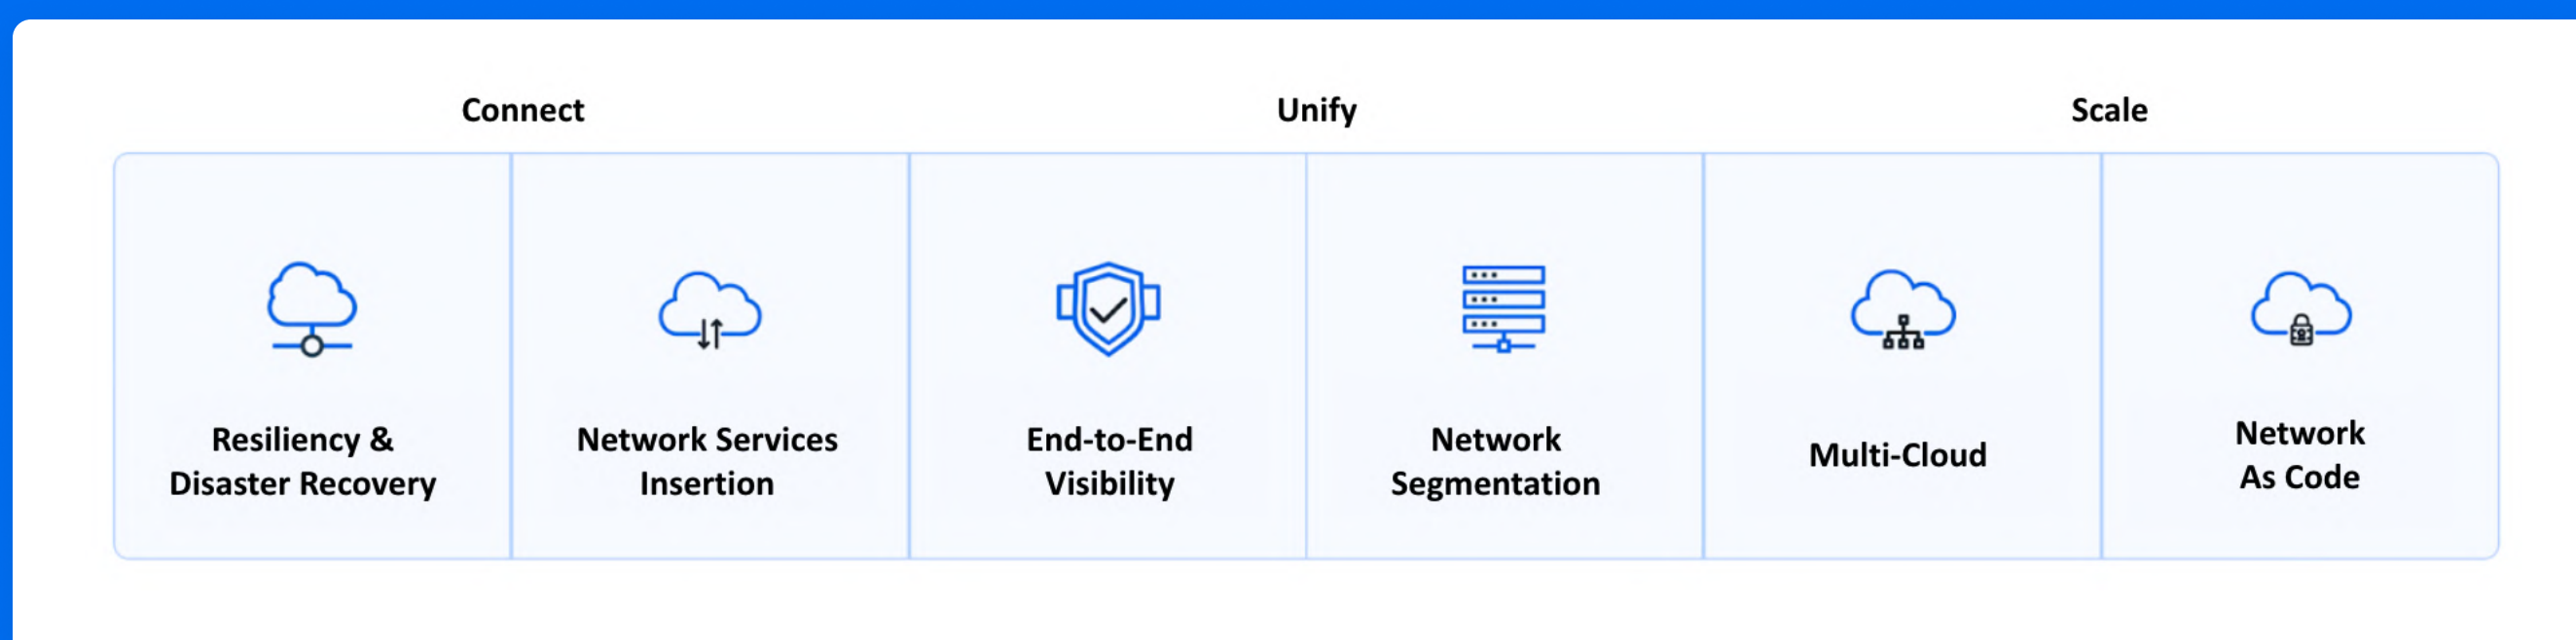 Connect
Unify
Scale
Resiliency &
Disaster Recovery
Network Services
Insertion
End-to-End
Visibility
Network
Segmentation
Multi-Cloud
Network
As Code